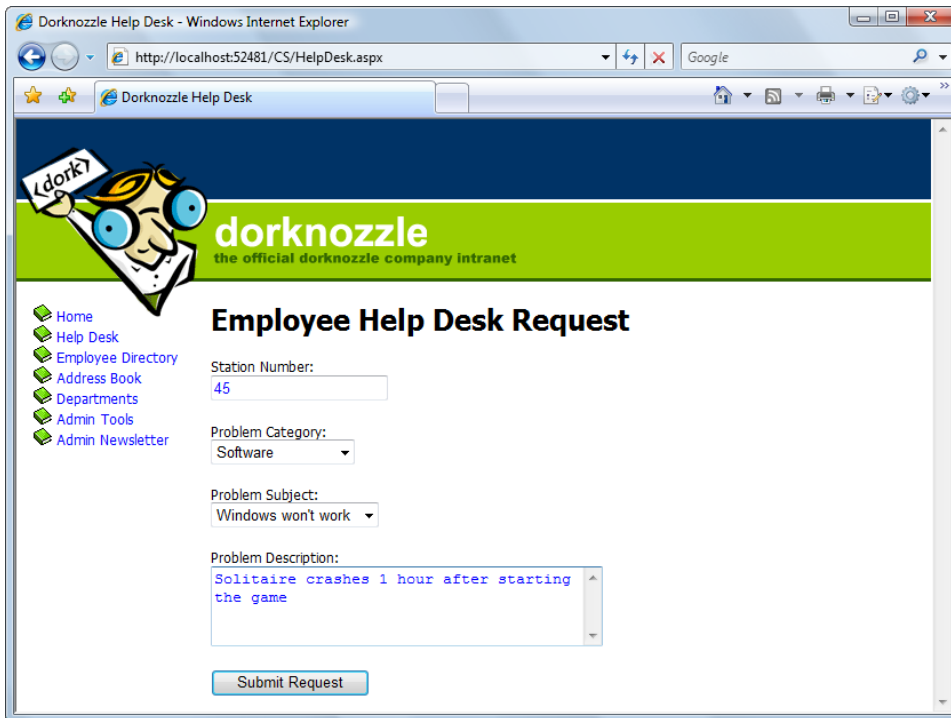 Dorknozzle Help Desk - Windows Internet Explorer
http://localhost:52481/CS/HelpDesk.aspx
Google
Dorknozzle Help Desk
<dork>
dorknozzle
the official dorknozzle company intranet
Home
Help Desk
Employee Directory
Address Book
Departments
Admin Tools
Admin Newsletter
Employee Help Desk Request
Station Number:
45
Problem Category:
Software
Problem Subject:
Windows won't work
Problem Description:
Solitaire crashes 1 hour after starting
the game
Submit Request